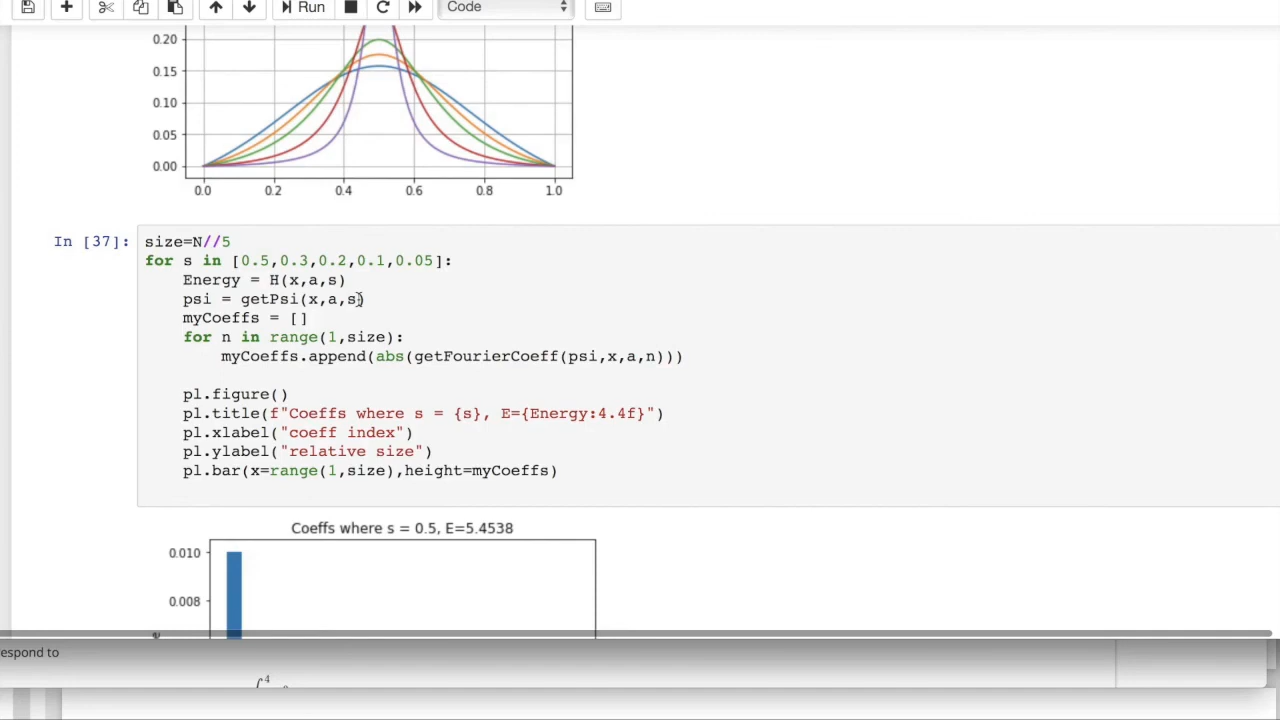 Run
Code
0.20
0.15
0.10
0.05
0.00
0.0 0.2 0.4 0.6 0.8 1.0
In [37]:
size=N//5
for s in [0.5,0.3,0.2,0.1,0.05]:
    Energy = H(x,a,s)
    psi = getPsi(x,a,s)
    myCoeffs = []
    for n in range(1,size):
        myCoeffs.append(abs(getFourierCoeff(psi,x,a,n)))
    pl.figure()
    pl.title(f"Coeffs where s = {s}, E={Energy:4.4f}")
    pl.xlabel("coeff index")
    pl.ylabel("relative size")
    pl.bar(x=range(1,size),height=myCoeffs)
Coeffs where s = 0.5, E=5.4538
0.010
0.008
espond to
4